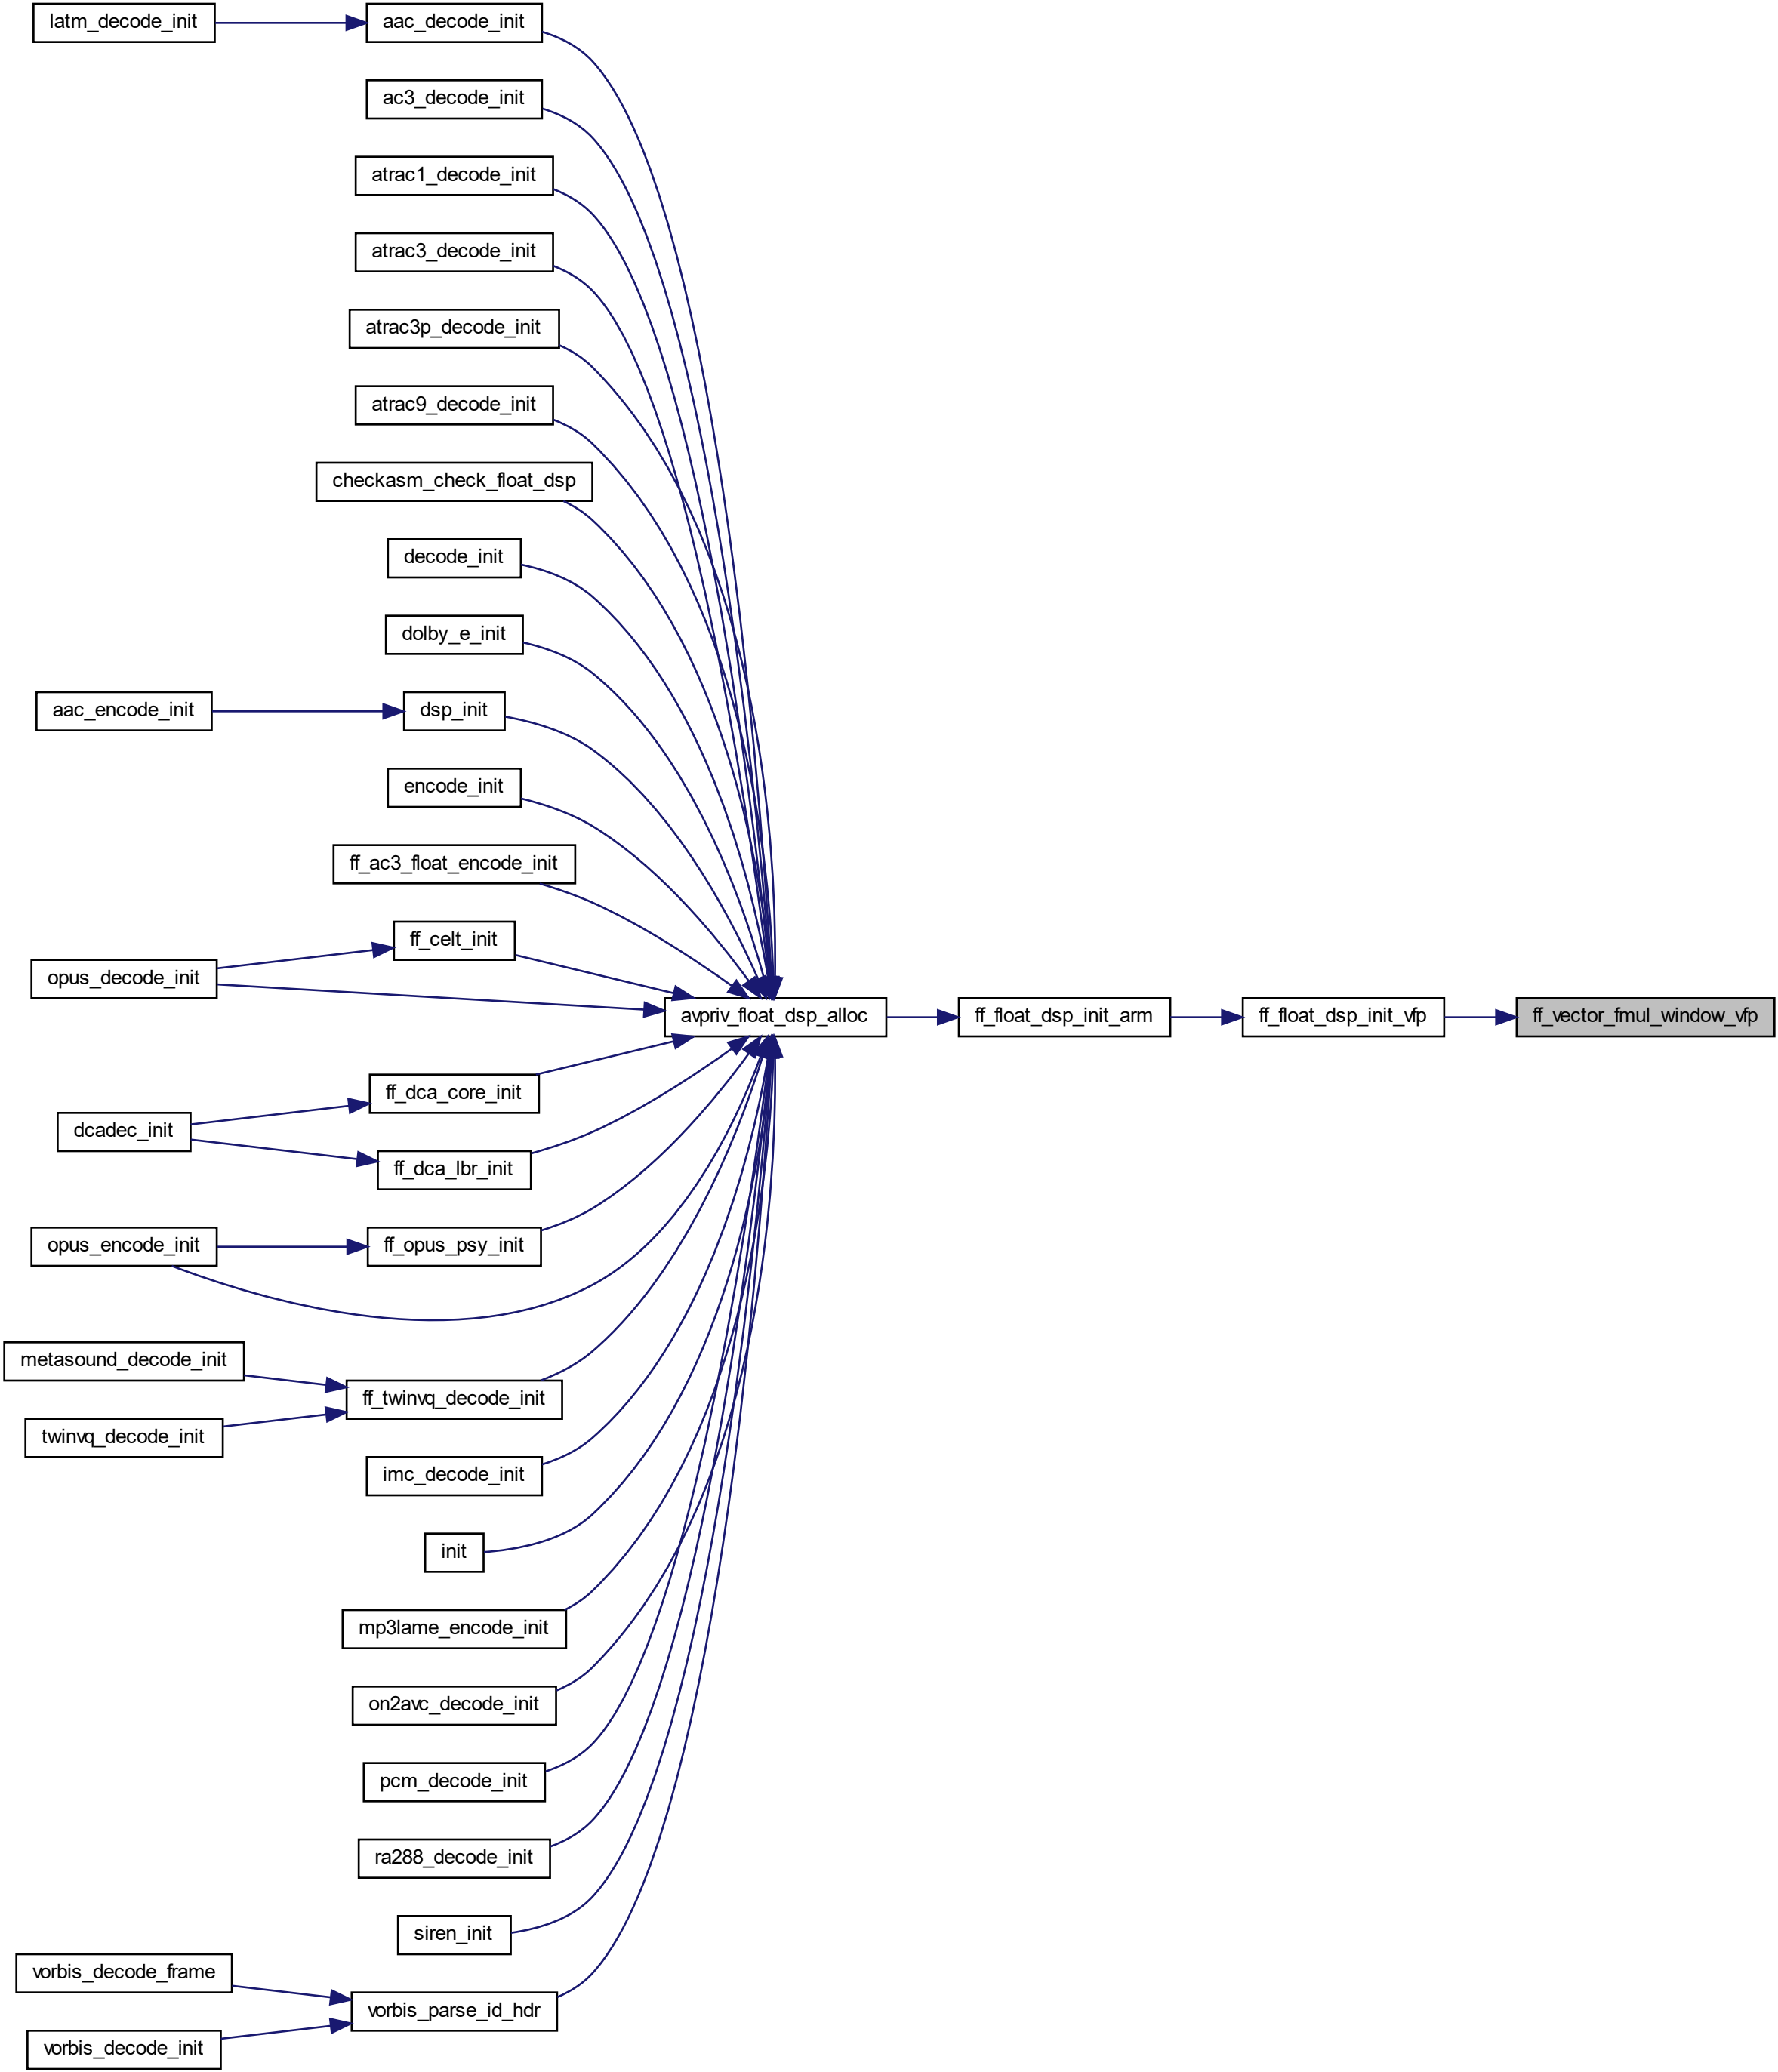 latm_decode_init
aac_decode_init
ac3_decode_init
atrac1_decode_init
atrac3_decode_init
atrac3p_decode_init
atrac9_decode_init
checkasm_check_float_dsp
decode_init
dolby_e_init
aac_encode_init
dsp_init
encode_init
ff_ac3_float_encode_init
ff_celt_init
opus_decode_init
avpriv_float_dsp_alloc
ff_float_dsp_init_arm
ff_float_dsp_init_vfp
ff_vector_fmul_window_vfp
ff_dca_core_init
dcadec_init
ff_dca_lbr_init
opus_encode_init
ff_opus_psy_init
metasound_decode_init
ff_twinvq_decode_init
twinvq_decode_init
imc_decode_init
init
mp3lame_encode_init
on2avc_decode_init
pcm_decode_init
ra288_decode_init
siren_init
vorbis_decode_frame
vorbis_parse_id_hdr
vorbis_decode_init